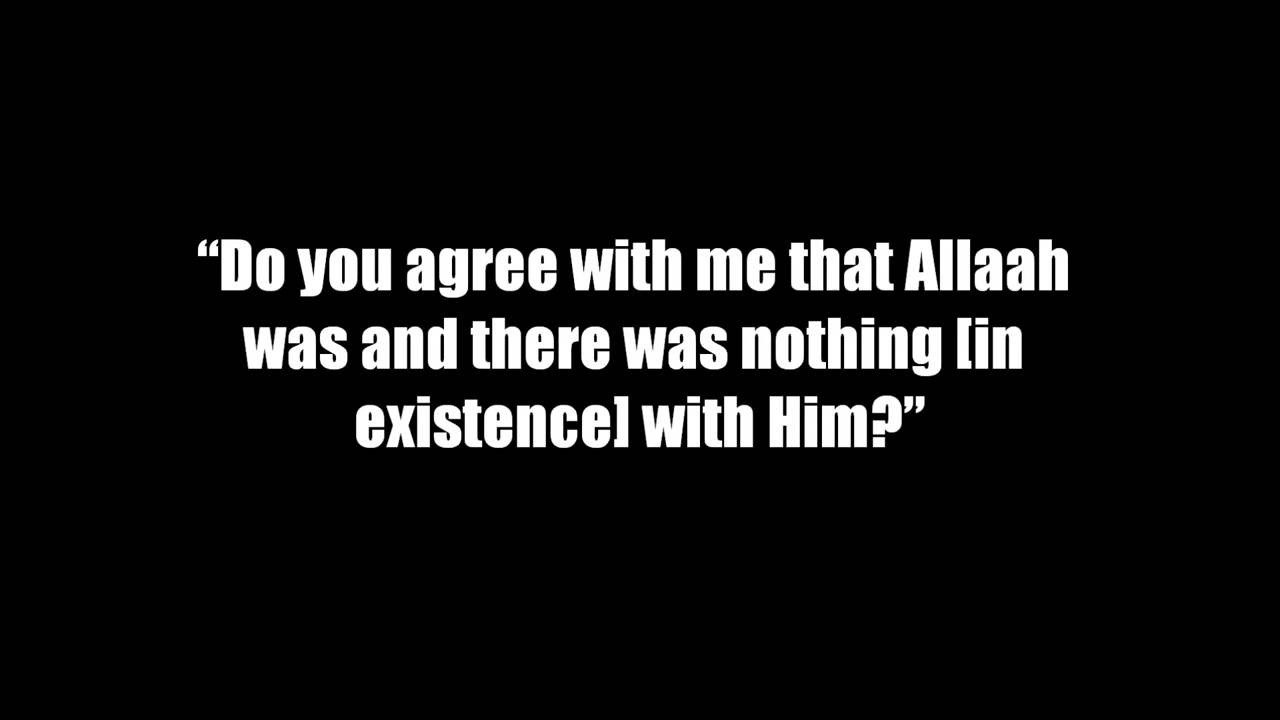 “Do you agree with me that Allaah
was and there was nothing [in
existence] with Him?”